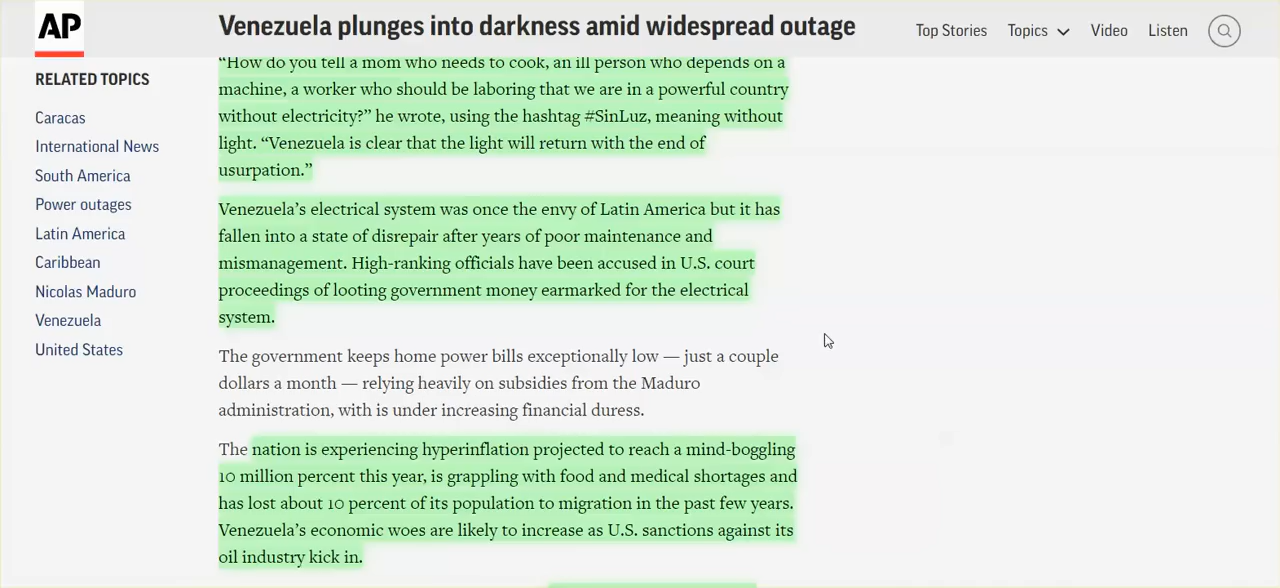 AP
Venezuela plunges into darkness amid widespread outage
Top Stories
Topics
Video
Listen
RELATED TOPICS
Caracas
International News
South America
Power outages
Latin America
Caribbean
Nicolas Maduro
Venezuela
United States
“How do you tell a mom who needs to cook, an ill person who depends on a
machine, a worker who should be laboring that we are in a powerful country
without electricity?” he wrote, using the hashtag #SinLuz, meaning without
light. “Venezuela is clear that the light will return with the end of
usurpation.”
Venezuela’s electrical system was once the envy of Latin America but it has
fallen into a state of disrepair after years of poor maintenance and
mismanagement. High-ranking officials have been accused in U.S. court
proceedings of looting government money earmarked for the electrical
system.
The government keeps home power bills exceptionally low — just a couple
dollars a month — relying heavily on subsidies from the Maduro
administration, with is under increasing financial duress.
The nation is experiencing hyperinflation projected to reach a mind-boggling
10 million percent this year, is grappling with food and medical shortages and
has lost about 10 percent of its population to migration in the past few years.
Venezuela’s economic woes are likely to increase as U.S. sanctions against its
oil industry kick in.